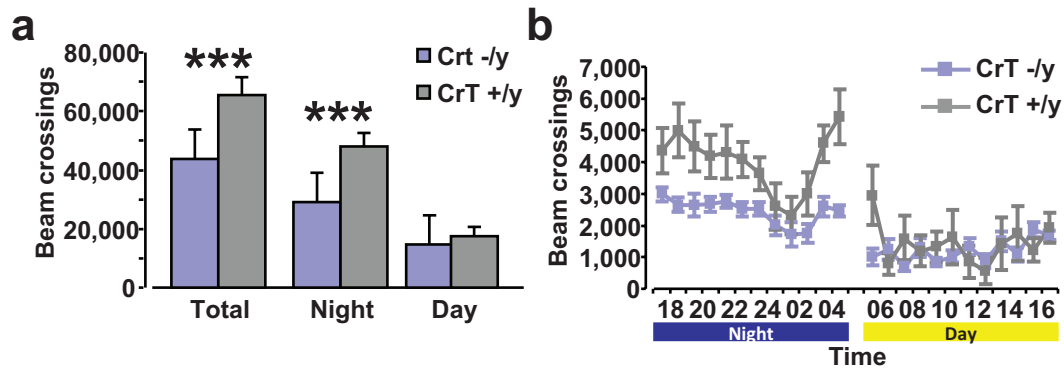 a
Beam crossings
80,000
60,000
40,000
20,000
0
***
***
Crt -/y
CrT +/y
Total Night Day
b
Beam crossings
7,000
6,000
5,000
4,000
3,000
2,000
1,000
0
CrT -/y
CrT +/y
18 20 22 24 02 04 06 08 10 12 14 16
Night Day
Time